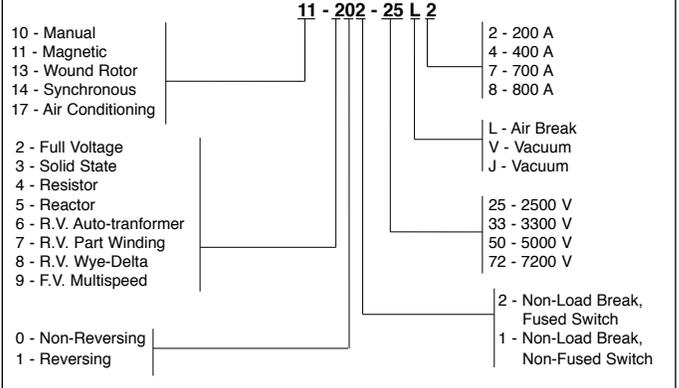 11 - 202 - 25 L 2
10 - Manual
11 - Magnetic
13 - Wound Rotor
14 - Synchronous
17 - Air Conditioning
2 - Full Voltage
3 - Solid State
4 - Resistor
5 - Reactor
6 - R.V. Auto-tranformer
7 - R.V. Part Winding
8 - R.V. Wye-Delta
9 - F.V. Multispeed
0 - Non-Reversing
1 - Reversing
2 - 200 A
4 - 400 A
7 - 700 A
8 - 800 A
L - Air Break
V - Vacuum
J - Vacuum
25 - 2500 V
33 - 3300 V
50 - 5000 V
72 - 7200 V
2 - Non-Load Break,
Fused Switch
1 - Non-Load Break,
Non-Fused Switch